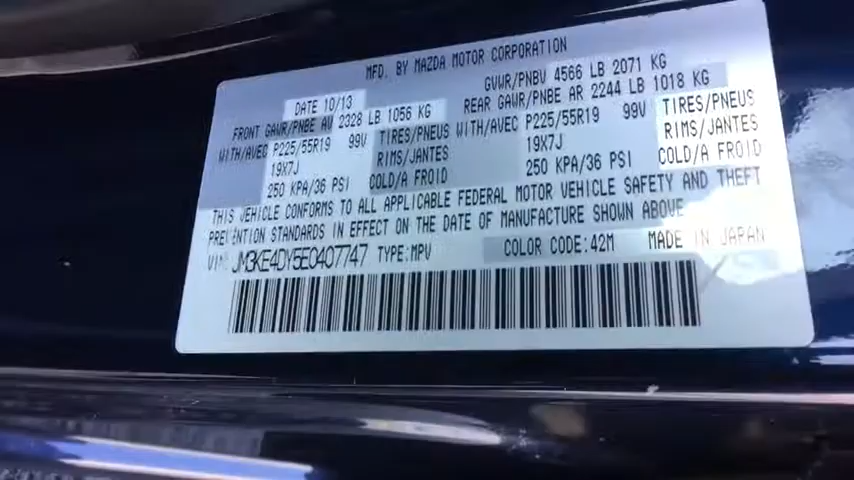 MFD. BY MAZDA MOTOR CORPORATION
DATE 10/13 GVWR/PNBV 4566 LB 2071 KG
FRONT GAWR/PNBE AV 2328 LB 1056 KG REAR GAWR/PNBE AR 2244 LB 1018 KG
WITH/AVEC P225/55R19 99V TIRES/PNEUS WITH/AVEC P225/55R19 99V TIRES/PNEUS
19X7J RIMS/JANTES 19X7J RIMS/JANTES
250 KPA/36 PSI COLD/A FROID 250 KPA/36 PSI COLD/A FROID
THIS VEHICLE CONFORMS TO ALL APPLICABLE FEDERAL MOTOR VEHICLE SAFETY AND THEFT
PREVENTION STANDARDS IN EFFECT ON THE DATE OF MANUFACTURE SHOWN ABOVE
VIN: JM3KE4DY5E0407747 TYPE:MPV COLOR CODE:42M MADE IN JAPAN